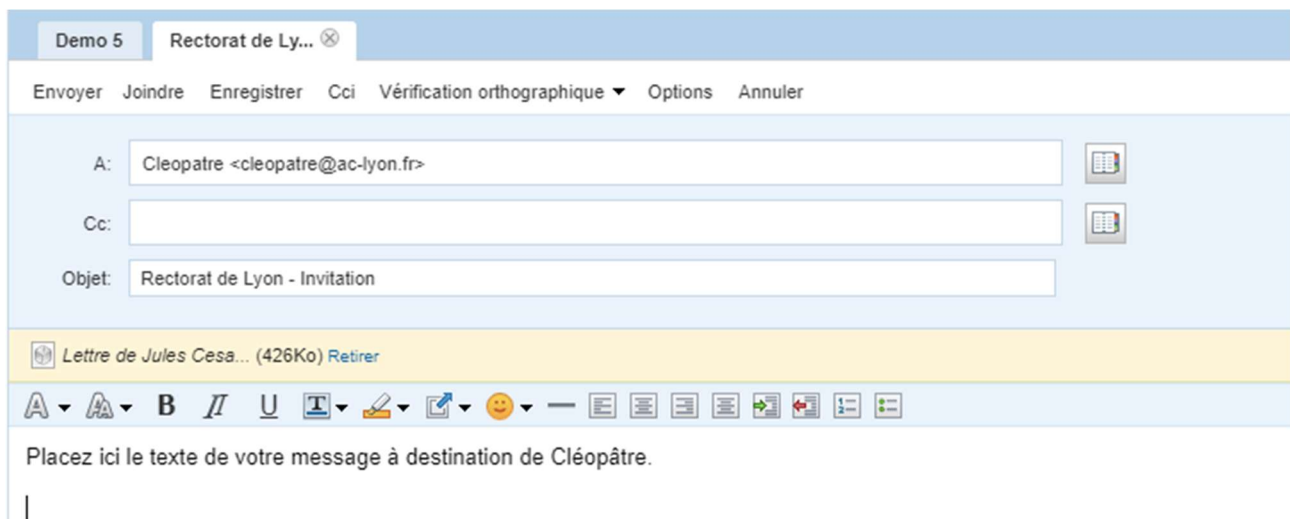 Demo 5 Rectorat de Ly...
Envoyer Joindre Enregistrer Cci Vérification orthographique Options Annuler
A: Cleopatre <cleopatre@ac-lyon.fr>
Cc:
Objet: Rectorat de Lyon - Invitation
Lettre de Jules Cesa... (426Ko) Retirer
B I U T
Placez ici le texte de votre message à destination de Cléopâtre.